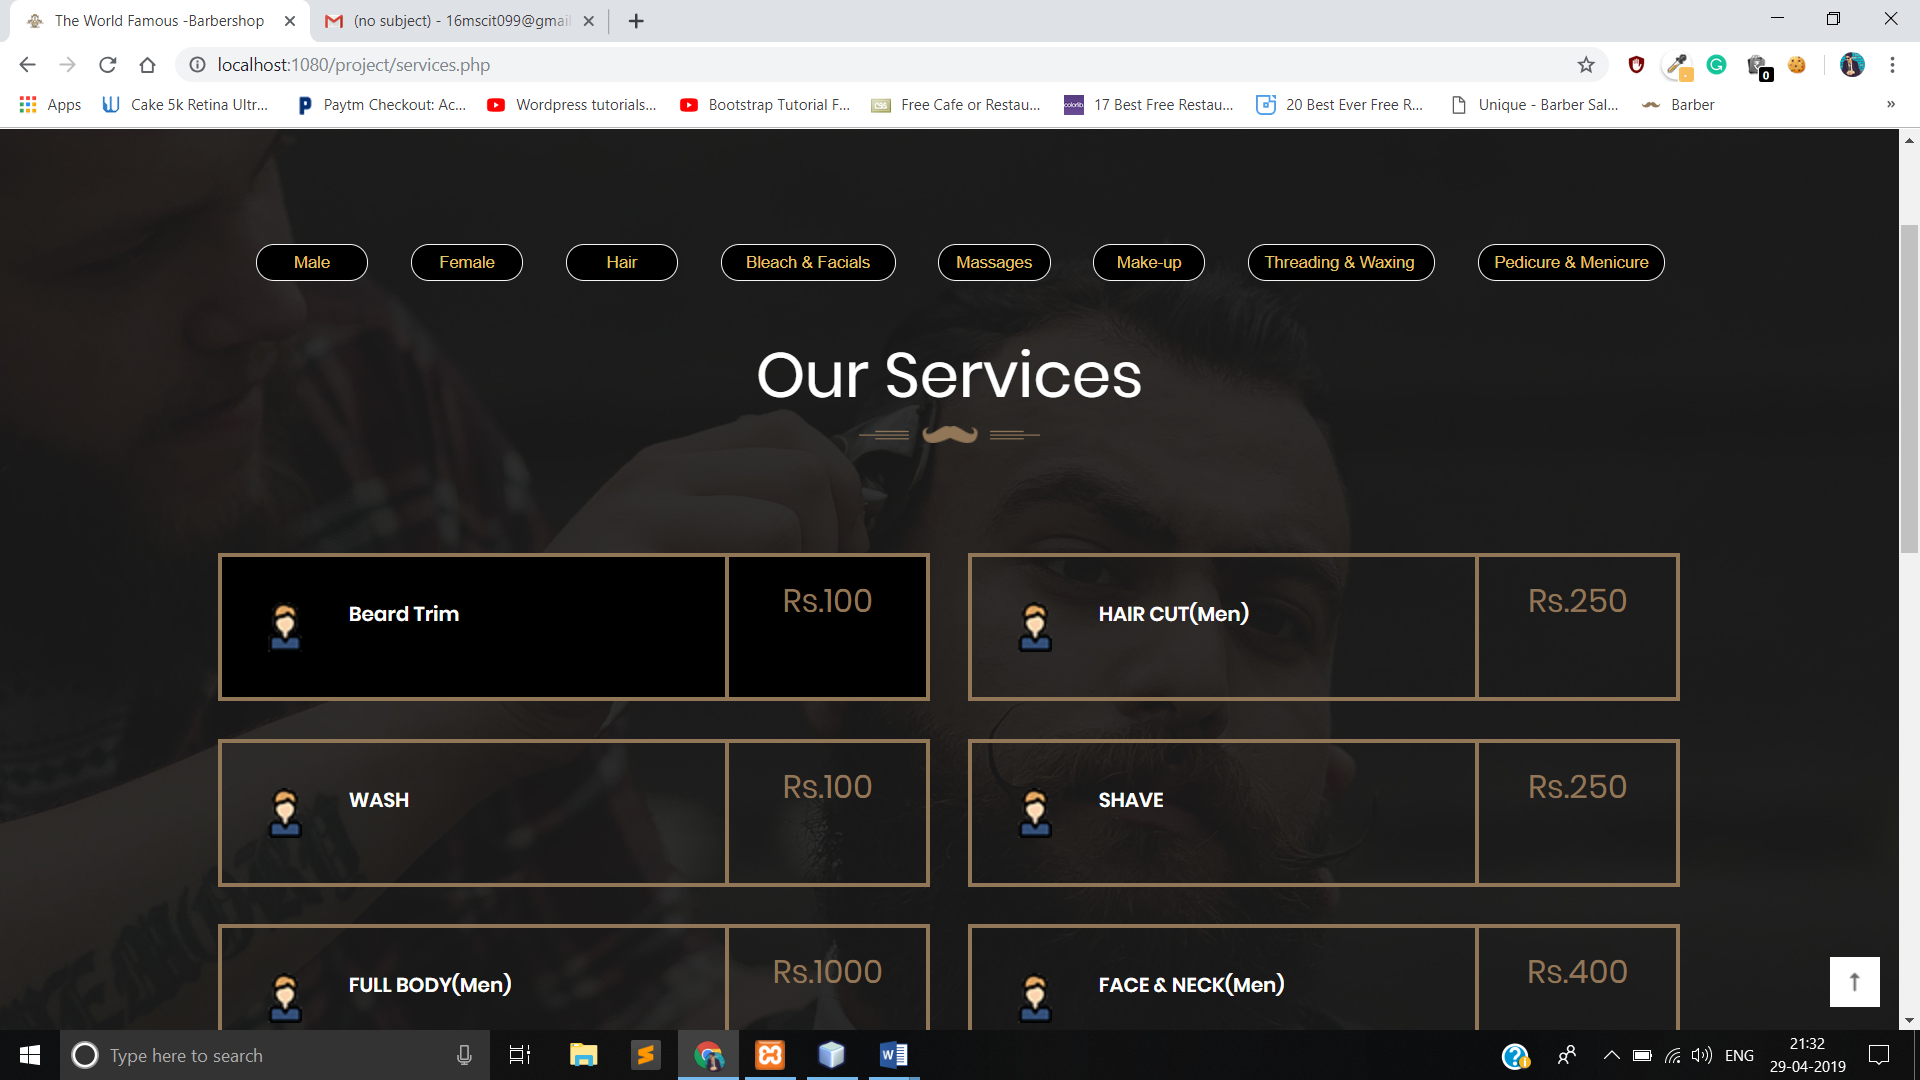 The World Famous -Barbershop
(no subject) - 16mscit099@gmail
localhost:1080/project/services.php
0
Apps
Cake 5k Retina Ultr...
Paytm Checkout: Ac...
Wordpress tutorials...
Bootstrap Tutorial F...
Free Cafe or Restau...
17 Best Free Restau...
20 Best Ever Free R...
Unique - Barber Sal...
Barber
Male
Female
Hair
Bleach & Facials
Massages
Make-up
Threading & Waxing
Pedicure & Menicure
Our Services
Beard Trim
Rs.100
HAIR CUT(Men)
Rs.250
WASH
Rs.100
SHAVE
Rs.250
FULL BODY(Men)
Rs.1000
FACE & NECK(Men)
Rs.400
Type here to search
ENG
21:32
29-04-2019